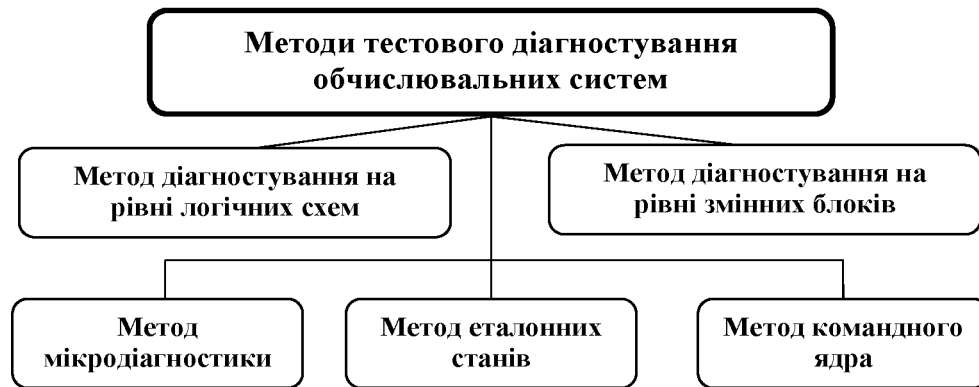 Методи тестового діагностування
обчислювальних систем
Метод діагностування на
рівні логічних схем
Метод діагностування на
рівні змінних блоків
Метод
мікродіагностики
Метод еталонних
станів
Метод командного
ядра